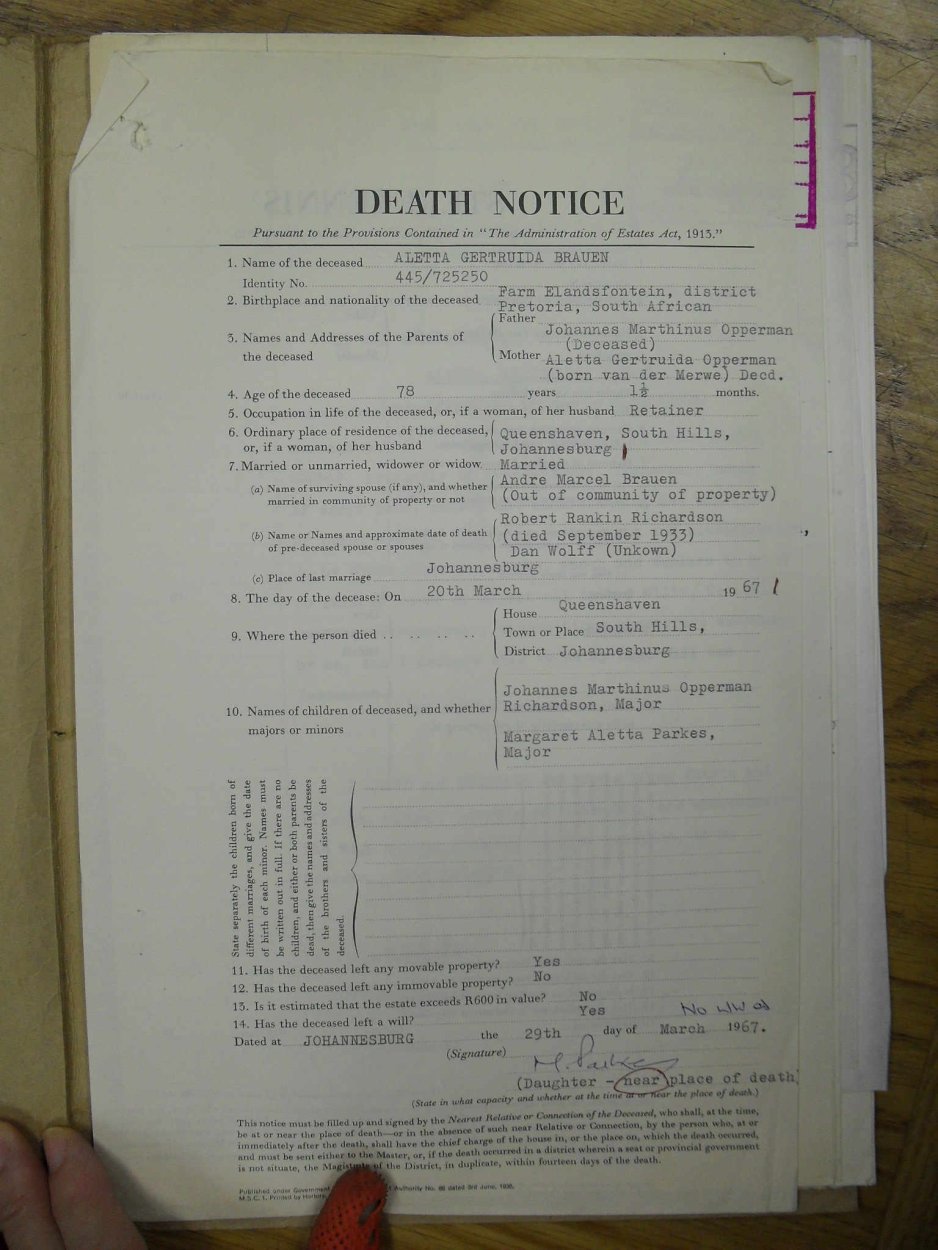 DEATH NOTICE
Pursuant to the Provisions Contained in "The Administration of Estates Act, 1913."
1. Name of the deceased ALETTA GERTRUIDA BRAUEN
Identity No. 445/725250
2. Birthplace and nationality of the deceased Farm Elandsfontein, district
Pretoria, South African
3. Names and Addresses of the Parents of
the deceased
Father
Johannes Marthinus Opperman
(Deceased)
Mother Aletta Gertruida Opperman
(born van der Merwe) Decd.
4. Age of the deceased 78 years 1½ months.
5. Occupation in life of the deceased, or, if a woman, of her husband Retainer
6. Ordinary place of residence of the deceased,
or, if a woman, of her husband
Queenshaven, South Hills,
Johannesburg
7. Married or unmarried, widower or widow Married
(a) Name of surviving spouse (if any), and whether
married in community of property or not
Andre Marcel Brauen
(Out of community of property)
(b) Name or Names and approximate date of death
of pre-deceased spouse or spouses
Robert Rankin Richardson
(died September 1933)
Dan Wolff (Unkown)
(c) Place of last marriage Johannesburg
8. The day of the decease: On 20th March 1967
9. Where the person died
House Queenshaven
Town or Place South Hills,
District Johannesburg
10. Names of children of deceased, and whether
majors or minors
Johannes Marthinus Opperman
Richardson, Major
Margaret Aletta Parkes,
Major
State separately the children born of
different marriages, and give the date
of birth of each minor. Names must
be written out in full. If there are no
children, and either or both parents be
dead, then give the names and addresses
of the brothers and sisters of the
deceased.
11. Has the deceased left any movable property? Yes
12. Has the deceased left any immovable property? No
13. Is it estimated that the estate exceeds R600 in value? No
14. Has the deceased left a will? Yes
No
Dated at JOHANNESBURG the 29th day of March 1967.
(Signature) M. Parkes
(Daughter - near place of death)
(State in what capacity and whether at the time at or near the place of death.)
This notice must be filled up and signed by the Nearest Relative or Connection of the Deceased, who shall, at the time,
be at or near the place of death—or in the absence of such near Relative or Connection, by the person who, at or
immediately after the death, shall have the chief charge of the house in, or the place on, which the death occurred,
and must be sent either to the Master, or, if the death occurred in a district wherein a seat or provincial government
is not situate, the Magistrate of the District, in duplicate, within fourteen days of the death.
Published under Government Authority No. dated 3rd June,
M.S.C. 1. Printed by